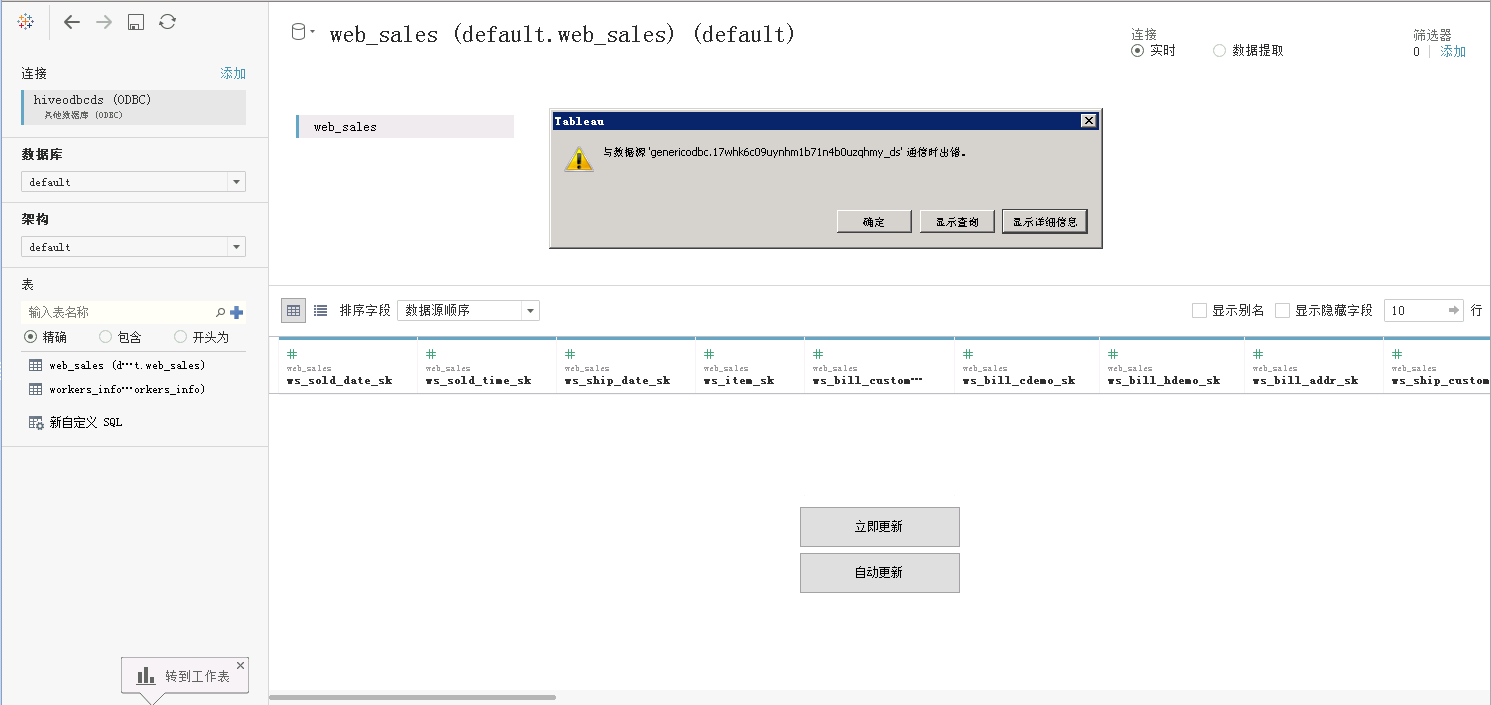 连接
添加
hiveodbcds (ODBC)
其他数据库 (ODBC)
数据库
default
架构
default
表
输入表名称
精确
包含
开头为
web_sales (d…t.web_sales)
workers_info…orkers_info)
新自定义 SQL
转到工作表
web_sales (default.web_sales) (default)
连接
实时
数据提取
筛选器
0
添加
web_sales
Tableau
与数据源 'genericodbc.17whk6c09uynhm1b71n4b0uzqhmy_ds' 通信时出错。
确定
显示查询
显示详细信息
排序字段
数据源顺序
显示别名
显示隐藏字段
10
行
web_sales
ws_sold_date_sk
web_sales
ws_sold_time_sk
web_sales
ws_ship_date_sk
web_sales
ws_item_sk
web_sales
ws_bill_custom…
web_sales
ws_bill_cdemo_sk
web_sales
ws_bill_hdemo_sk
web_sales
ws_bill_addr_sk
web_sales
ws_ship_custom
立即更新
自动更新